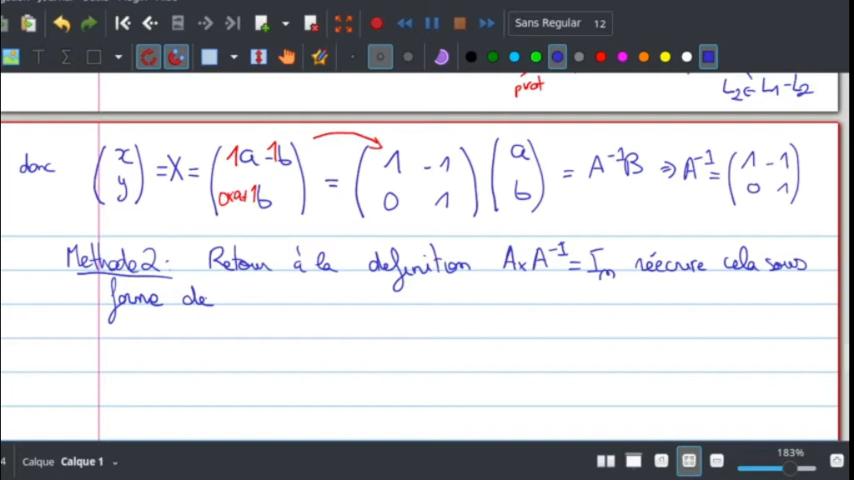 Sans Regular 12
pivot
L2 ← L1 - L2
donc (x y) = X = (1a - 1b 0xa+1b) = (1 -1 0 1) (a b) = A⁻¹B ⇒ A⁻¹ = (1 -1 0 1)
Methode 2: Retour à la definition A x A⁻¹ = Iₙ réécrire cela sous
forme de
183%
Calque Calque 1